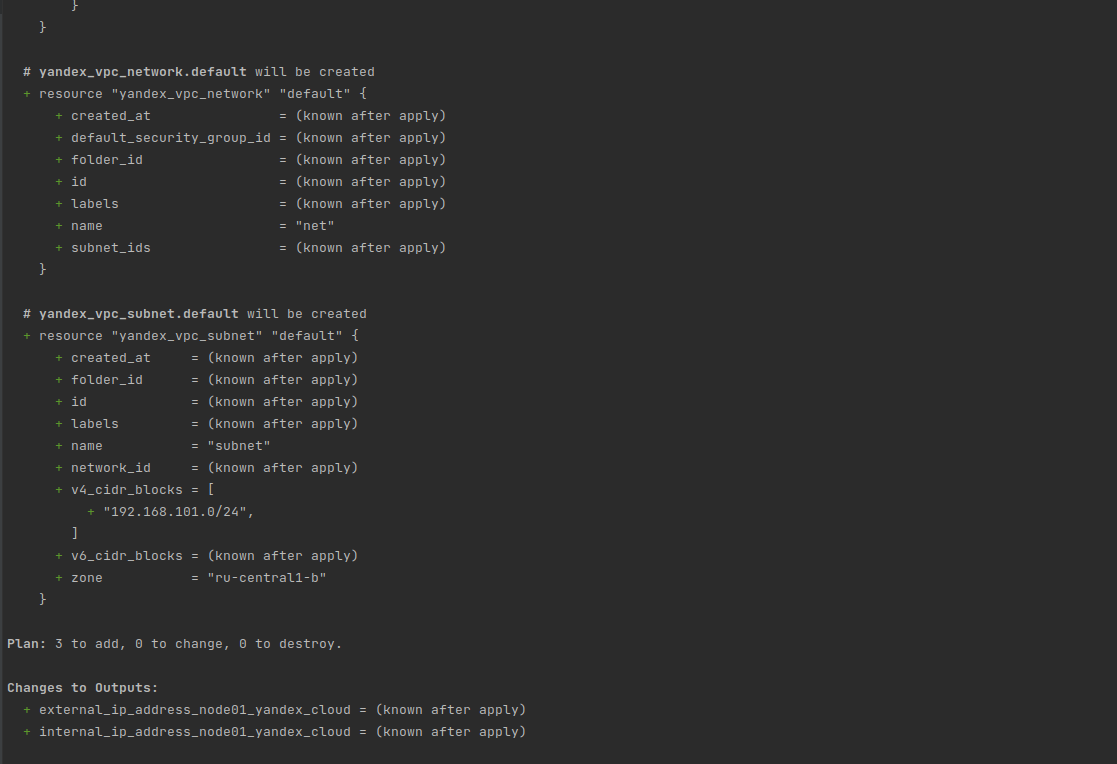 }
    }

  # yandex_vpc_network.default will be created
  + resource "yandex_vpc_network" "default" {
      + created_at                = (known after apply)
      + default_security_group_id = (known after apply)
      + folder_id                 = (known after apply)
      + id                        = (known after apply)
      + labels                    = (known after apply)
      + name                      = "net"
      + subnet_ids                = (known after apply)
    }

  # yandex_vpc_subnet.default will be created
  + resource "yandex_vpc_subnet" "default" {
      + created_at     = (known after apply)
      + folder_id      = (known after apply)
      + id             = (known after apply)
      + labels         = (known after apply)
      + name           = "subnet"
      + network_id     = (known after apply)
      + v4_cidr_blocks = [
          + "192.168.101.0/24",
        ]
      + v6_cidr_blocks = (known after apply)
      + zone           = "ru-central1-b"
    }

Plan: 3 to add, 0 to change, 0 to destroy.

Changes to Outputs:
  + external_ip_address_node01_yandex_cloud = (known after apply)
  + internal_ip_address_node01_yandex_cloud = (known after apply)